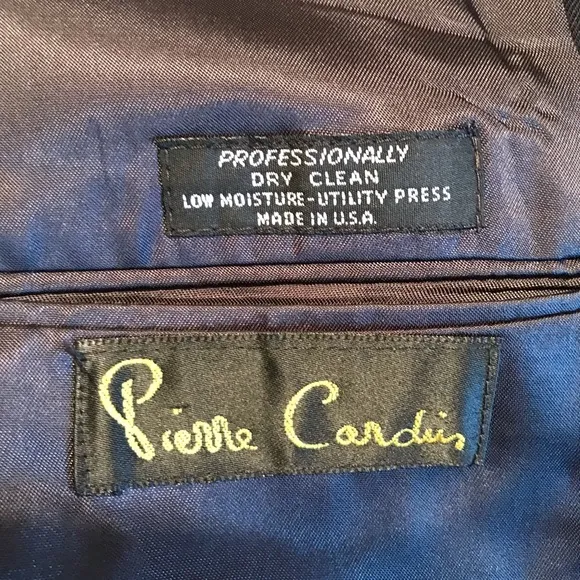 PROFESSIONALLY
DRY CLEAN
LOW MOISTURE-UTILITY PRESS
MADE IN U.S.A.
Pierre Cardin